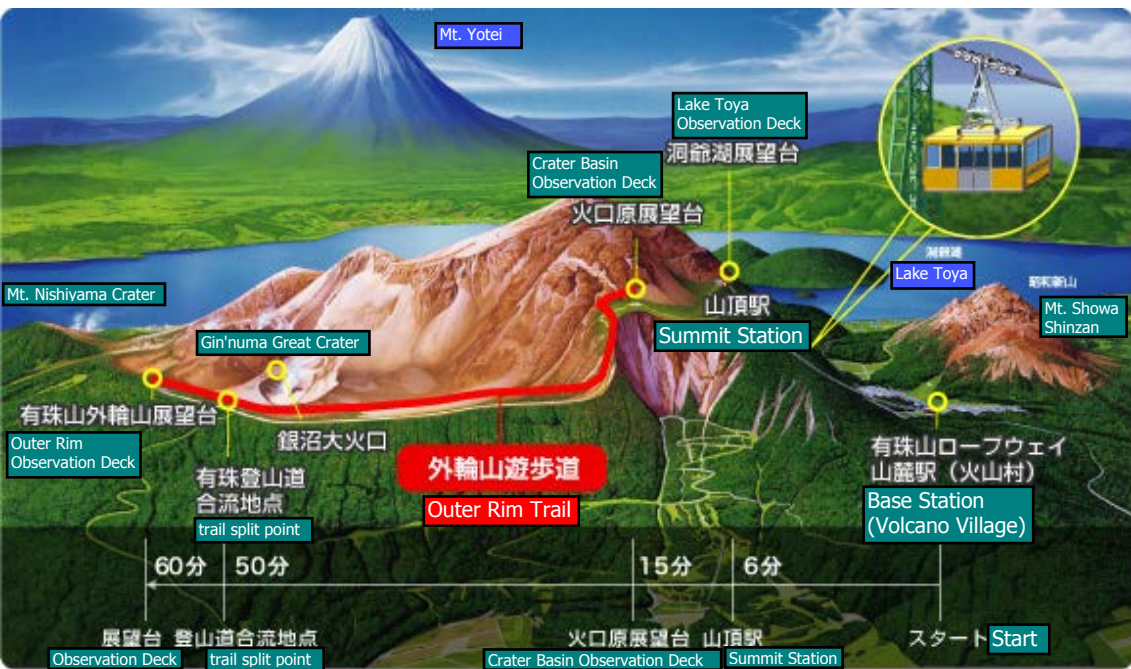 Mt. Yotei
Lake Toya
Observation Deck
洞爺湖展望台
Crater Basin
Observation Deck
火口原展望台
洞爺湖
Lake Toya
昭和新山
Mt. Showa
Shinzan
Mt. Nishiyama Crater
山頂駅
Summit Station
Gin'numa Great Crater
有珠山外輪山展望台
Outer Rim
Observation Deck
銀沼大火口
有珠登山道
合流地点
trail split point
外輪山遊歩道
Outer Rim Trail
有珠山ロープウェイ
山麓駅（火山村）
Base Station
(Volcano Village)
60分 50分 15分 6分
展望台 登山道合流地点 火口原展望台 山頂駅 スタート Start
Observation Deck trail split point Crater Basin Observation Deck Summit Station